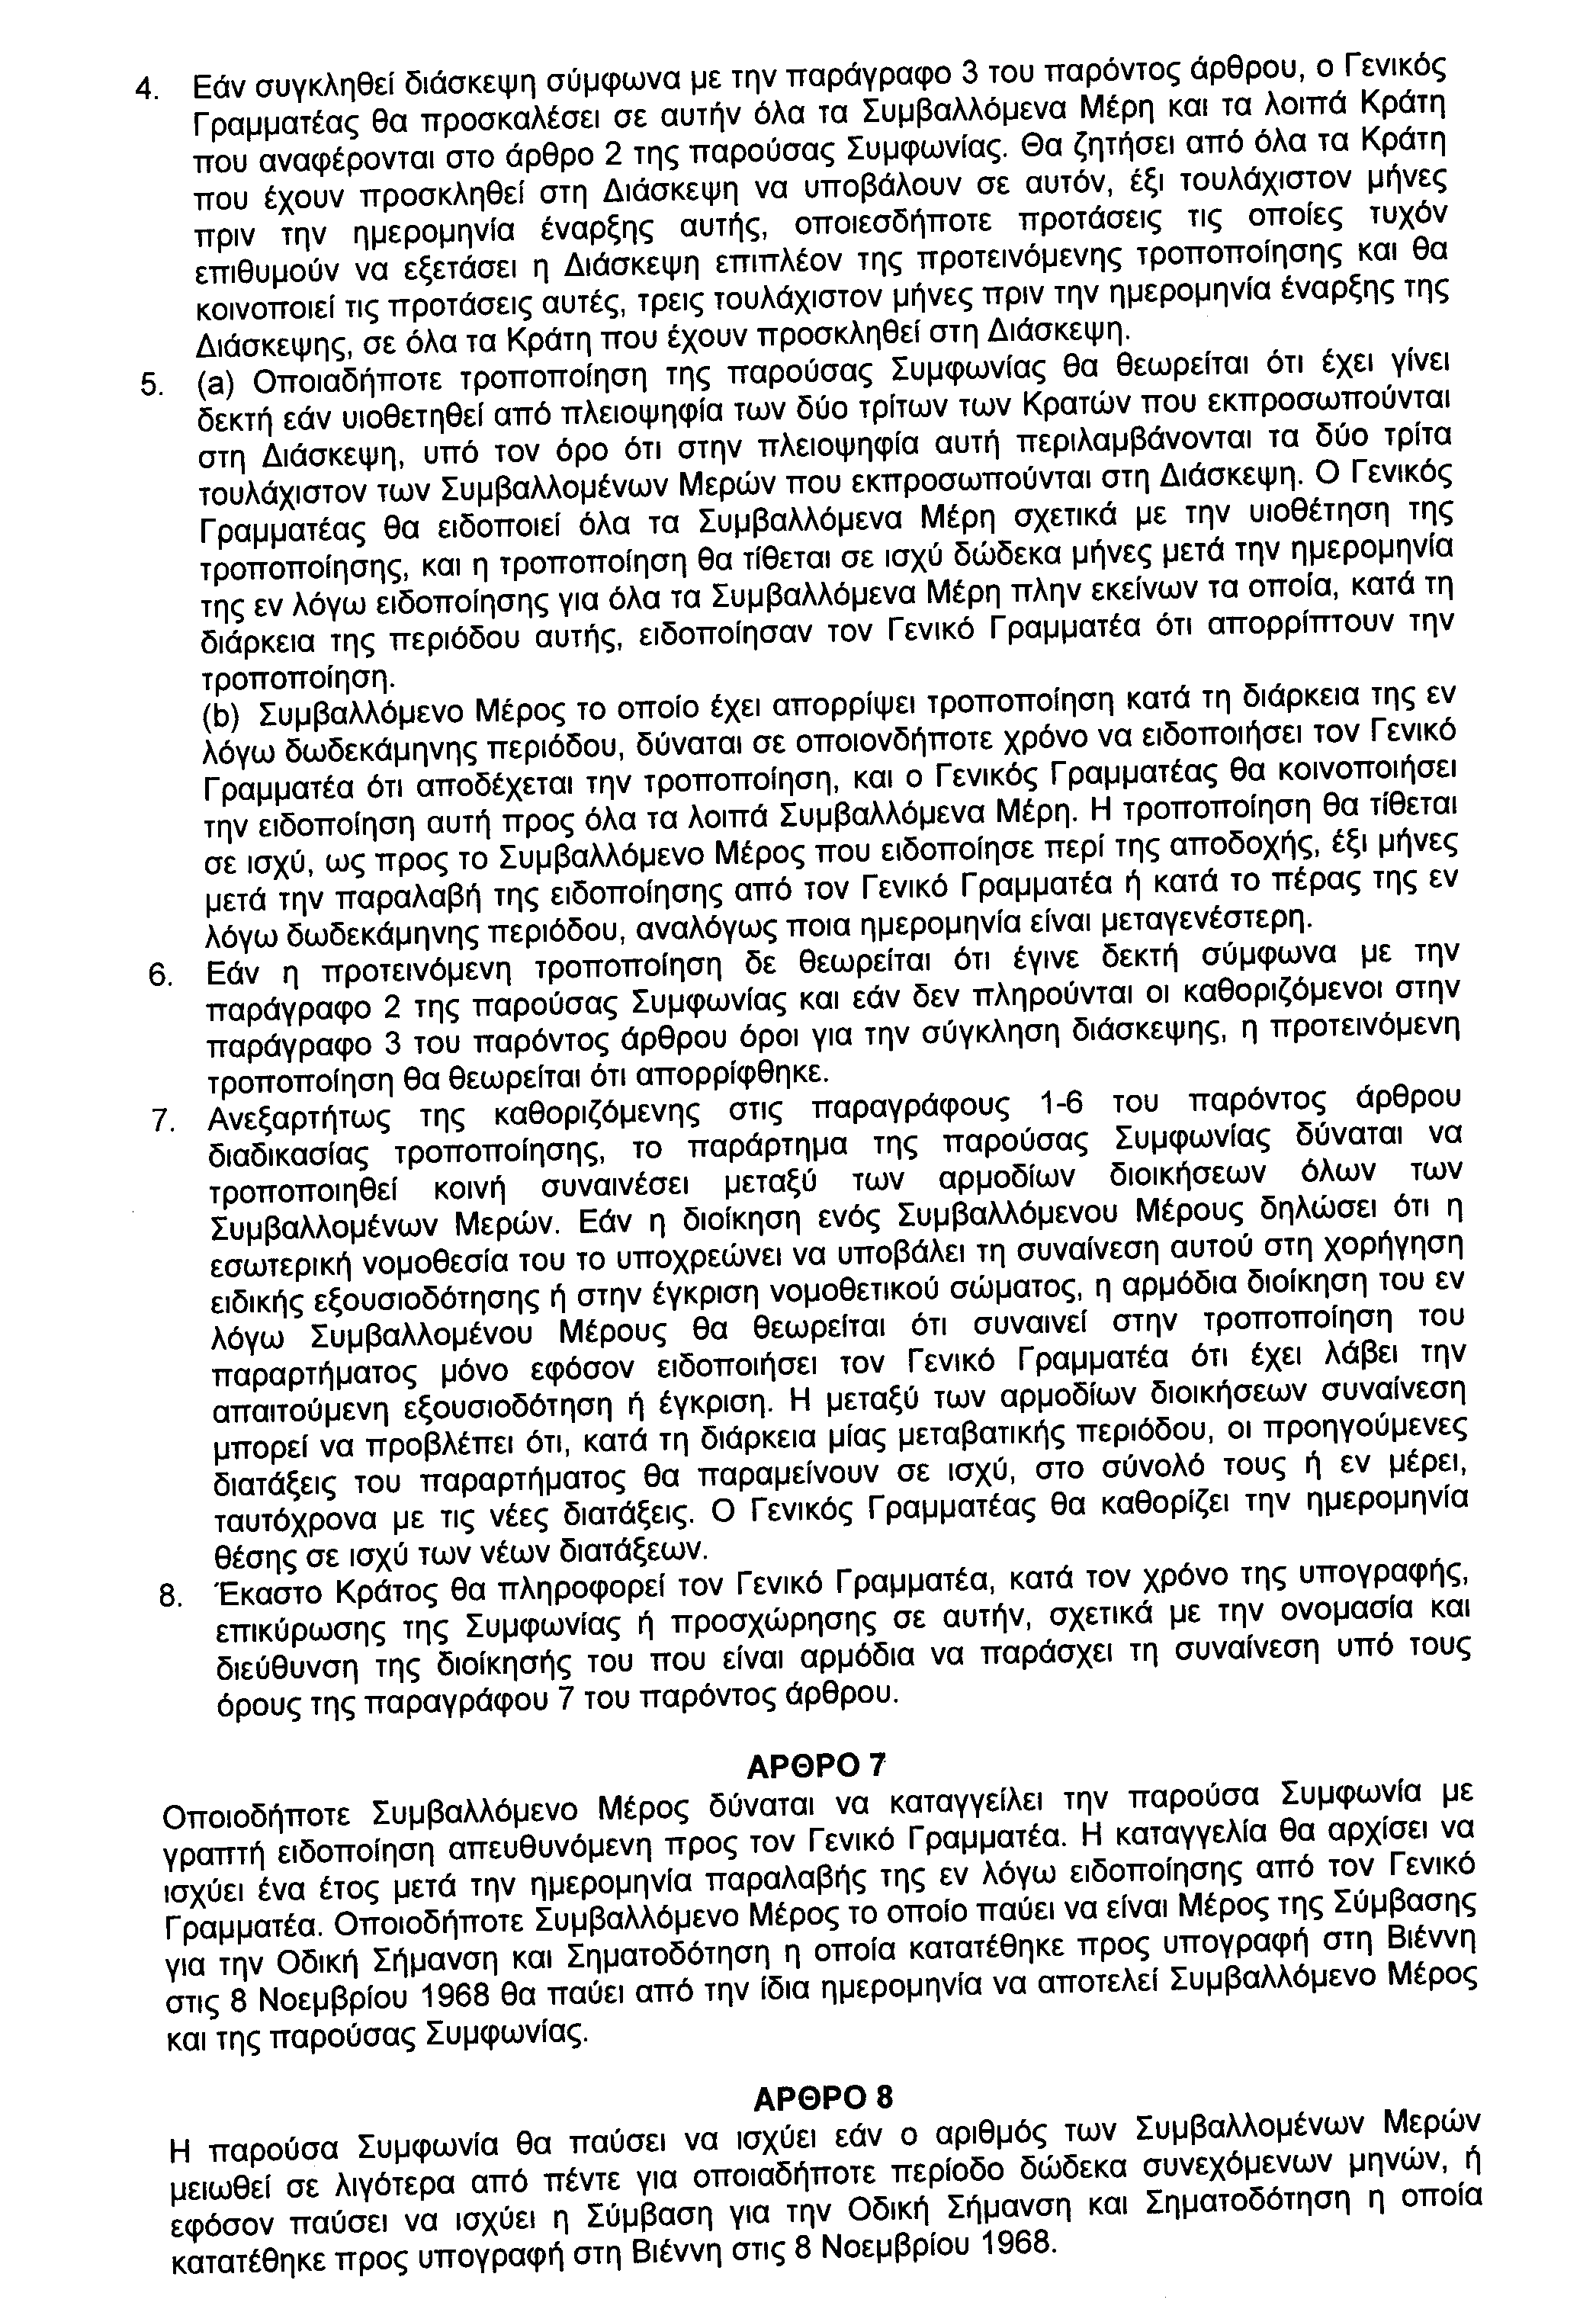 4. Εάν συγκληθεί διάσκεψη σύμφωνα με την παράγραφο 3 του παρόντος άρθρου, ο Γενικός
Γραμματέας θα προσκαλέσει σε αυτήν όλα τα Συμβαλλόμενα Μέρη και τα λοιπά Κράτη
που αναφέρονται στο άρθρο 2 της παρούσας Συμφωνίας. Θα ζητήσει από όλα τα Κράτη
που έχουν προσκληθεί στη Διάσκεψη να υποβάλουν σε αυτόν, έξι τουλάχιστον μήνες
πριν την ημερομηνία έναρξης αυτής, οποιεσδήποτε προτάσεις τις οποίες τυχόν
επιθυμούν να εξετάσει η Διάσκεψη επιπλέον της προτεινόμενης τροποποίησης και θα
κοινοποιεί τις προτάσεις αυτές, τρεις τουλάχιστον μήνες πριν την ημερομηνία έναρξης της
Διάσκεψης, σε όλα τα Κράτη που έχουν προσκληθεί στη Διάσκεψη.
5. (a) Οποιαδήποτε τροποποίηση της παρούσας Συμφωνίας θα θεωρείται ότι έχει γίνει
δεκτή εάν υιοθετηθεί από πλειοψηφία των δύο τρίτων των Κρατών που εκπροσωπούνται
στη Διάσκεψη, υπό τον όρο ότι στην πλειοψηφία αυτή περιλαμβάνονται τα δύο τρίτα
τουλάχιστον των Συμβαλλομένων Μερών που εκπροσωπούνται στη Διάσκεψη. Ο Γενικός
Γραμματέας θα ειδοποιεί όλα τα Συμβαλλόμενα Μέρη σχετικά με την υιοθέτηση της
τροποποίησης, και η τροποποίηση θα τίθεται σε ισχύ δώδεκα μήνες μετά την ημερομηνία
της εν λόγω ειδοποίησης για όλα τα Συμβαλλόμενα Μέρη πλην εκείνων τα οποία, κατά τη
διάρκεια της περιόδου αυτής, ειδοποίησαν τον Γενικό Γραμματέα ότι απορρίπτουν την
τροποποίηση.
(b) Συμβαλλόμενο Μέρος το οποίο έχει απορρίψει τροποποίηση κατά τη διάρκεια της εν
λόγω δωδεκάμηνης περιόδου, δύναται σε οποιονδήποτε χρόνο να ειδοποιήσει τον Γενικό
Γραμματέα ότι αποδέχεται την τροποποίηση, και ο Γενικός Γραμματέας θα κοινοποιήσει
την ειδοποίηση αυτή προς όλα τα λοιπά Συμβαλλόμενα Μέρη. Η τροποποίηση θα τίθεται
σε ισχύ, ως προς το Συμβαλλόμενο Μέρος που ειδοποίησε περί της αποδοχής, έξι μήνες
μετά την παραλαβή της ειδοποίησης από τον Γενικό Γραμματέα ή κατά το πέρας της εν
λόγω δωδεκάμηνης περιόδου, αναλόγως ποια ημερομηνία είναι μεταγενέστερη.
6. Εάν η προτεινόμενη τροποποίηση δε θεωρείται ότι έγινε δεκτή σύμφωνα με την
παράγραφο 2 της παρούσας Συμφωνίας και εάν δεν πληρούνται οι καθοριζόμενοι στην
παράγραφο 3 του παρόντος άρθρου όροι για την σύγκληση διάσκεψης, η προτεινόμενη
τροποποίηση θα θεωρείται ότι απορρίφθηκε.
7. Ανεξαρτήτως της καθοριζόμενης στις παραγράφους 1-6 του παρόντος άρθρου
διαδικασίας τροποποίησης, το παράρτημα της παρούσας Συμφωνίας δύναται να
τροποποιηθεί κοινή συναινέσει μεταξύ των αρμοδίων διοικήσεων όλων των
Συμβαλλομένων Μερών. Εάν η διοίκηση ενός Συμβαλλόμενου Μέρους δηλώσει ότι η
εσωτερική νομοθεσία του το υποχρεώνει να υποβάλει τη συναίνεση αυτού στη χορήγηση
ειδικής εξουσιοδότησης ή στην έγκριση νομοθετικού σώματος, η αρμόδια διοίκηση του εν
λόγω Συμβαλλομένου Μέρους θα θεωρείται ότι συναινεί στην τροποποίηση του
παραρτήματος μόνο εφόσον ειδοποιήσει τον Γενικό Γραμματέα ότι έχει λάβει την
απαιτούμενη εξουσιοδότηση ή έγκριση. Η μεταξύ των αρμοδίων διοικήσεων συναίνεση
μπορεί να προβλέπει ότι, κατά τη διάρκεια μίας μεταβατικής περιόδου, οι προηγούμενες
διατάξεις του παραρτήματος θα παραμείνουν σε ισχύ, στο σύνολό τους ή εν μέρει,
ταυτόχρονα με τις νέες διατάξεις. Ο Γενικός Γραμματέας θα καθορίζει την ημερομηνία
θέσης σε ισχύ των νέων διατάξεων.
8. Έκαστο Κράτος θα πληροφορεί τον Γενικό Γραμματέα, κατά τον χρόνο της υπογραφής,
επικύρωσης της Συμφωνίας ή προσχώρησης σε αυτήν, σχετικά με την ονομασία και
διεύθυνση της διοίκησής του που είναι αρμόδια να παράσχει τη συναίνεση υπό τους
όρους της παραγράφου 7 του παρόντος άρθρου.
ΑΡΘΡΟ 7
Οποιοδήποτε Συμβαλλόμενο Μέρος δύναται να καταγγείλει την παρούσα Συμφωνία με
γραπτή ειδοποίηση απευθυνόμενη προς τον Γενικό Γραμματέα. Η καταγγελία θα αρχίσει να
ισχύει ένα έτος μετά την ημερομηνία παραλαβής της εν λόγω ειδοποίησης από τον Γενικό
Γραμματέα. Οποιοδήποτε Συμβαλλόμενο Μέρος το οποίο παύει να είναι Μέρος της Σύμβασης
για την Οδική Σήμανση και Σηματοδότηση η οποία κατατέθηκε προς υπογραφή στη Βιέννη
στις 8 Νοεμβρίου 1968 θα παύει από την ίδια ημερομηνία να αποτελεί Συμβαλλόμενο Μέρος
και της παρούσας Συμφωνίας.
ΑΡΘΡΟ 8
Η παρούσα Συμφωνία θα παύσει να ισχύει εάν ο αριθμός των Συμβαλλομένων Μερών
μειωθεί σε λιγότερα από πέντε για οποιαδήποτε περίοδο δώδεκα συνεχόμενων μηνών, ή
εφόσον παύσει να ισχύει η Σύμβαση για την Οδική Σήμανση και Σηματοδότηση η οποία
κατατέθηκε προς υπογραφή στη Βιέννη στις 8 Νοεμβρίου 1968.